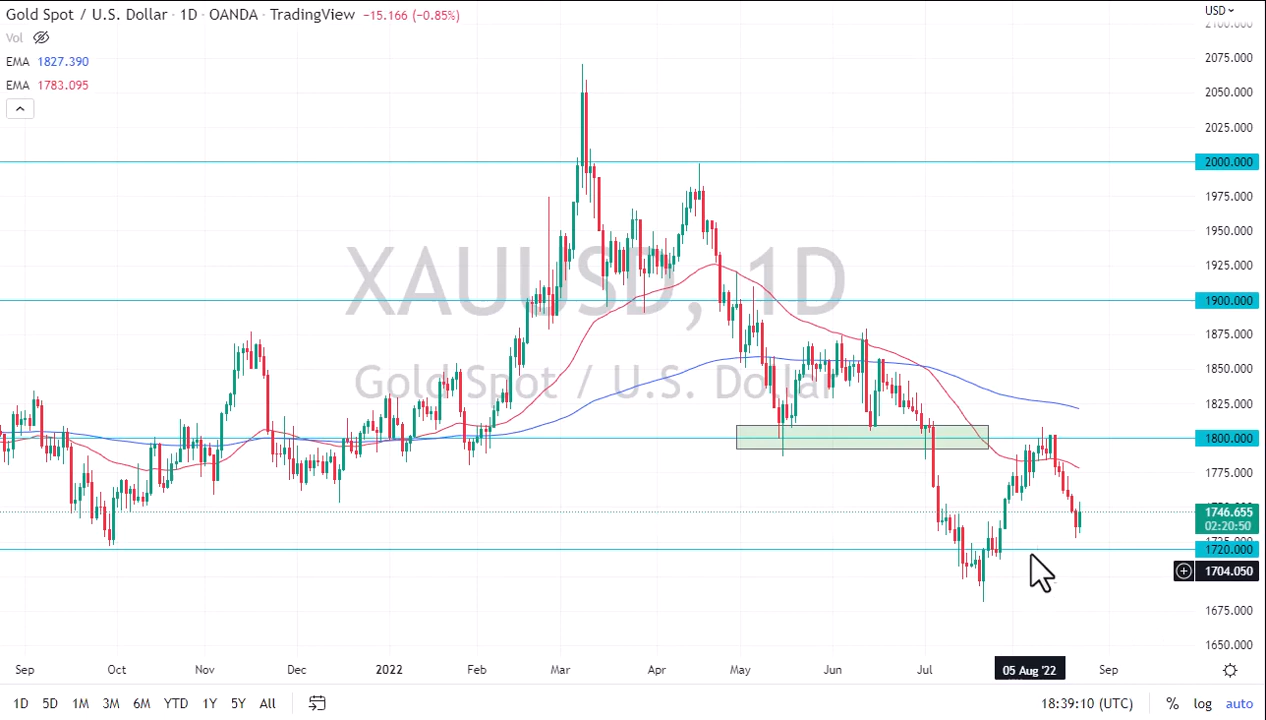 Gold Spot / U.S. Dollar · 1D · OANDA · TradingView −15.166 (−0.85%)
USD
Vol
EMA 1827.390
EMA 1783.095
XAUUSD, 1D
Gold Spot / U.S. Dollar
2100.000
2075.000
2050.000
2025.000
2000.000
1975.000
1950.000
1925.000
1900.000
1875.000
1850.000
1825.000
1800.000
1775.000
1746.655
02:20:50
1720.000
1704.050
1675.000
1650.000
Sep Oct Nov Dec 2022 Feb Mar Apr May Jun Jul 05 Aug '22 Sep
1D 5D 1M 3M 6M YTD 1Y 5Y All 18:39:10 (UTC) % log auto